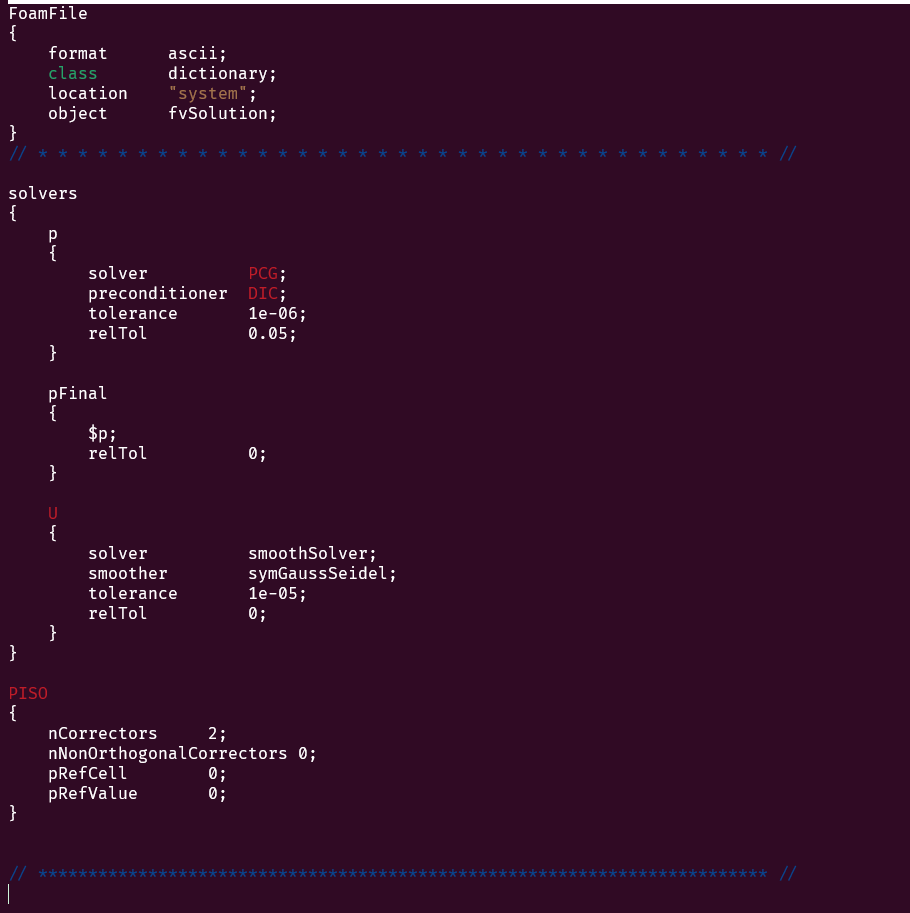 FoamFile
{
    format      ascii;
    class       dictionary;
    location    "system";
    object      fvSolution;
}
// * * * * * * * * * * * * * * * * * * * * * * * * * * * * * * * * * * * * * //

solvers
{
    p
    {
        solver          PCG;
        preconditioner  DIC;
        tolerance       1e-06;
        relTol          0.05;
    }

    pFinal
    {
        $p;
        relTol          0;
    }

    U
    {
        solver          smoothSolver;
        smoother        symGaussSeidel;
        tolerance       1e-05;
        relTol          0;
    }
}

PISO
{
    nCorrectors     2;
    nNonOrthogonalCorrectors 0;
    pRefCell        0;
    pRefValue       0;
}


// ************************************************************************* //